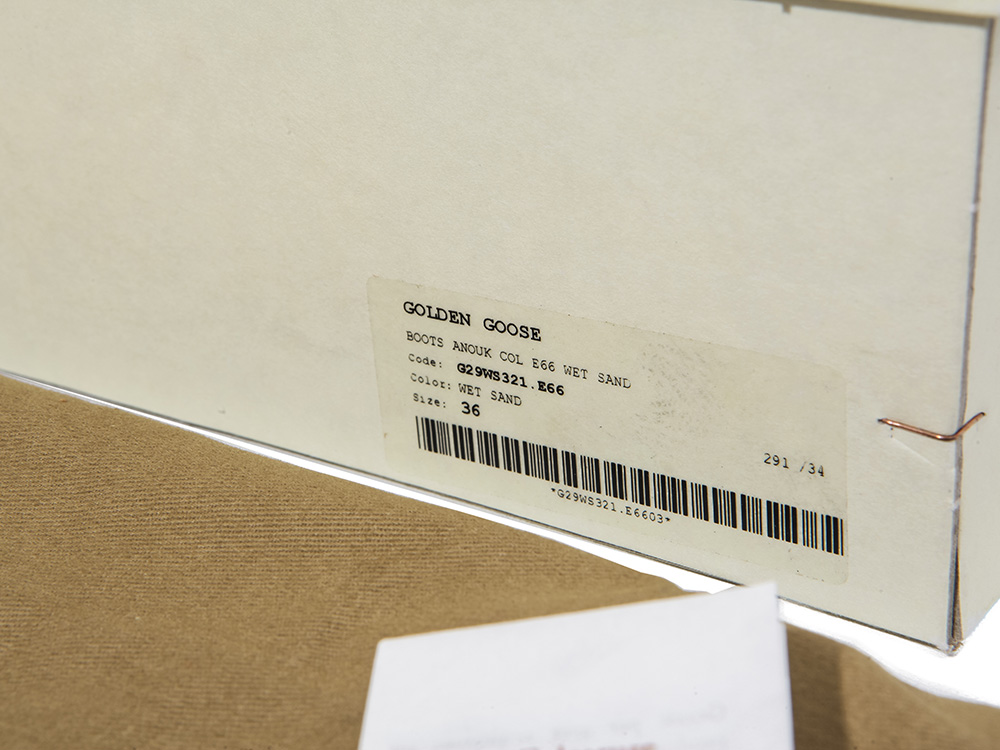 GOLDEN GOOSE
BOOTS ANOUK COL E66 WET SAND
Code: G29WS321.E66
Color: WET SAND
Size: 36
291 /34
*G29WS321.E6603*